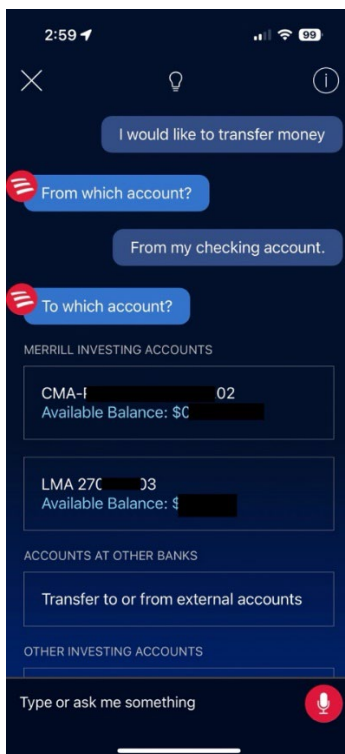 2:59
99
I would like to transfer money
From which account?
From my checking account.
To which account?
MERRILL INVESTING ACCOUNTS
CMA- 02
Available Balance: $
LMA 270 03
Available Balance: $
ACCOUNTS AT OTHER BANKS
Transfer to or from external accounts
OTHER INVESTING ACCOUNTS
Type or ask me something